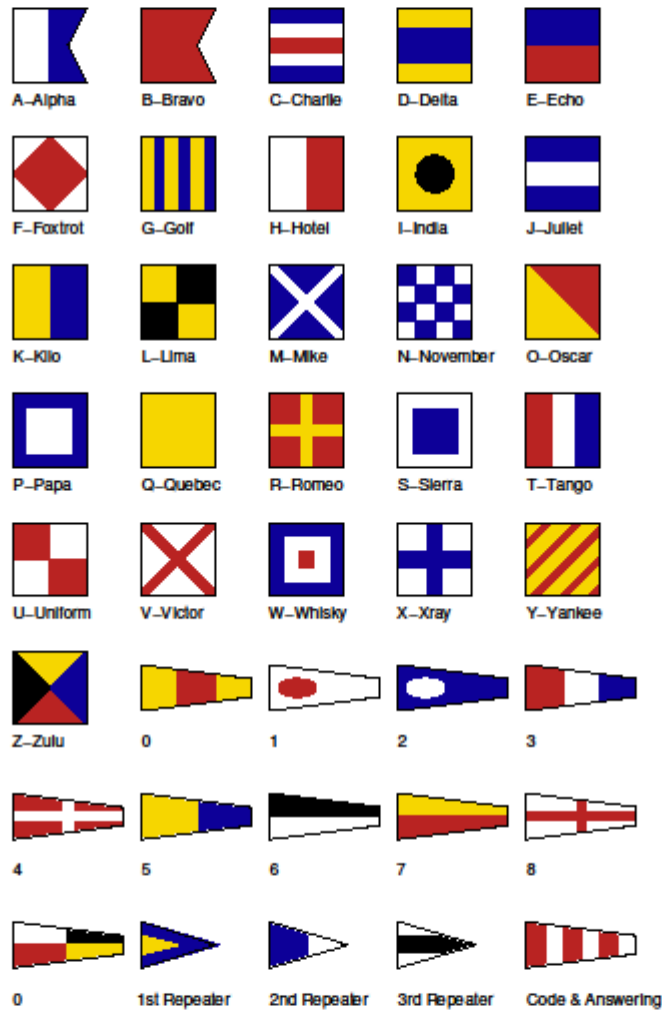 A–Alpha B–Bravo C–Charlie D–Delta E–Echo
F–Foxtrot G–Golf H–Hotel I–India J–Juliet
K–Kilo L–Lima M–Mike N–November O–Oscar
P–Papa Q–Quebec R–Romeo S–Sierra T–Tango
U–Uniform V–Victor W–Whisky X–Xray Y–Yankee
Z–Zulu 0 1 2 3
4 5 6 7 8
0 1st Repeater 2nd Repeater 3rd Repeater Code & Answering